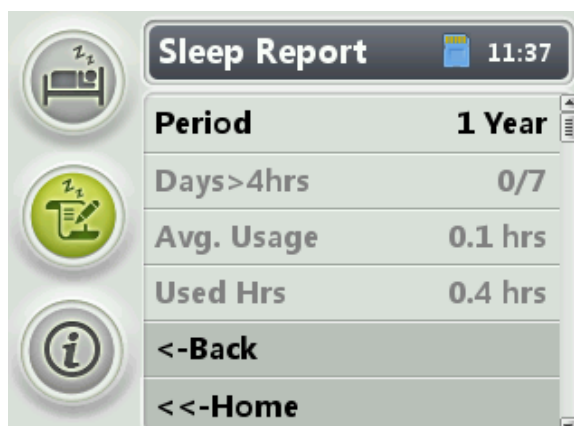 Sleep Report 11:37
Period 1 Year
Days>4hrs 0/7
Avg. Usage 0.1 hrs
Used Hrs 0.4 hrs
<-Back
<<-Home